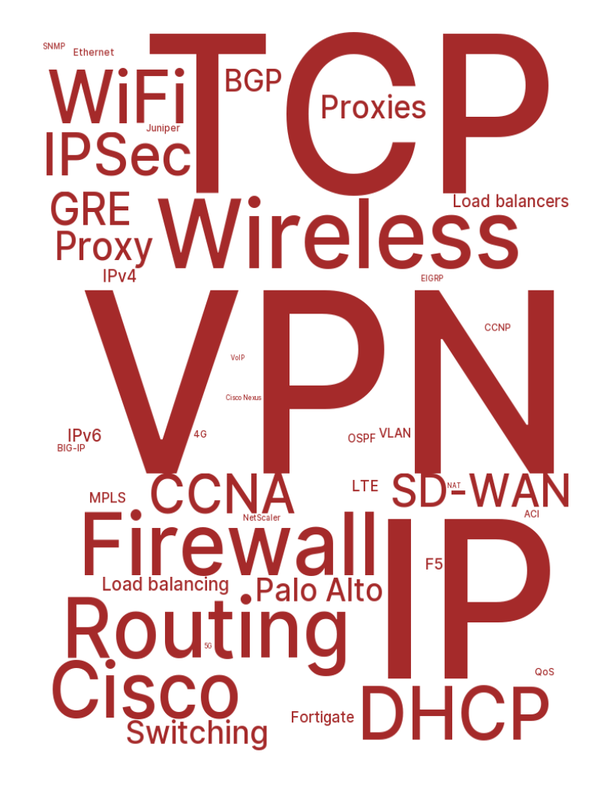 SNMP
Ethernet
TCP
WiFi
BGP
Proxies
Juniper
IPSec
GRE
Load balancers
Wireless
Proxy
IPv4
EIGRP
VPN
CCNP
VoIP
Cisco Nexus
IPv6
4G
OSPF
VLAN
BIG-IP
CCNA
LTE
SD-WAN
NAT
MPLS
ACI
NetScaler
Firewall
IP
F5
Load balancing
Palo Alto
Routing
5G
QoS
Cisco
DHCP
Fortigate
Switching